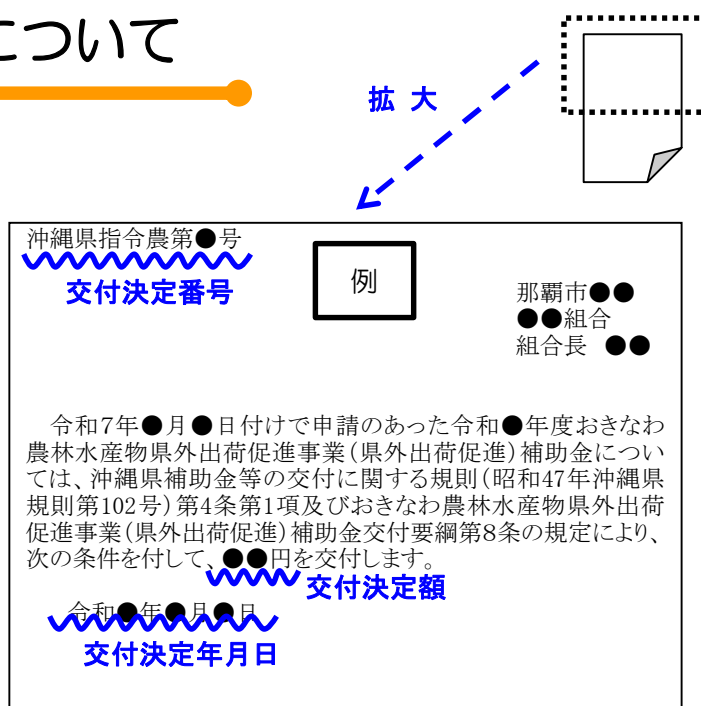 について
拡 大
沖縄県指令農第●号
交付決定番号
例
那覇市●●
●●組合
組合長 ●●
令和7年●月●日付けで申請のあった令和●年度おきなわ
農林水産物県外出荷促進事業(県外出荷促進)補助金につい
ては、沖縄県補助金等の交付に関する規則(昭和47年沖縄県
規則第102号)第4条第1項及びおきなわ農林水産物県外出荷
促進事業(県外出荷促進)補助金交付要綱第8条の規定により、
次の条件を付して、●●円を交付します。
交付決定額
令和●年●月●日
交付決定年月日